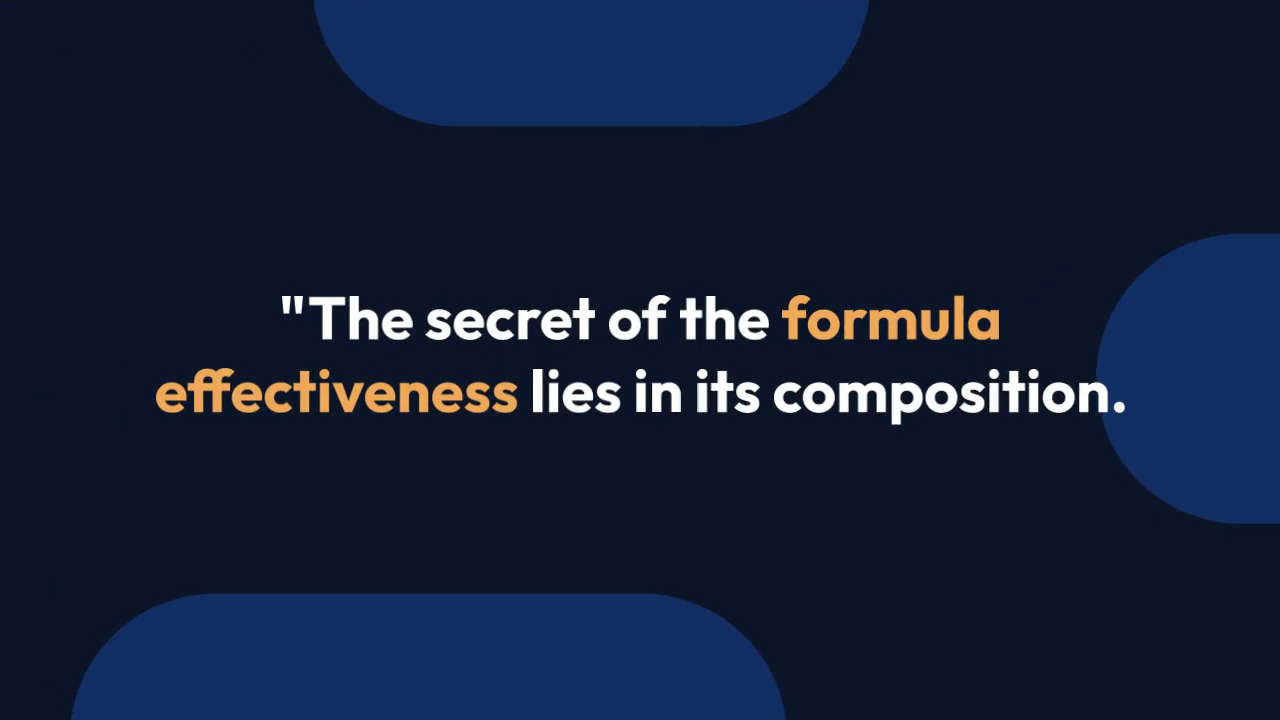 "The secret of the formula
effectiveness lies in its composition.